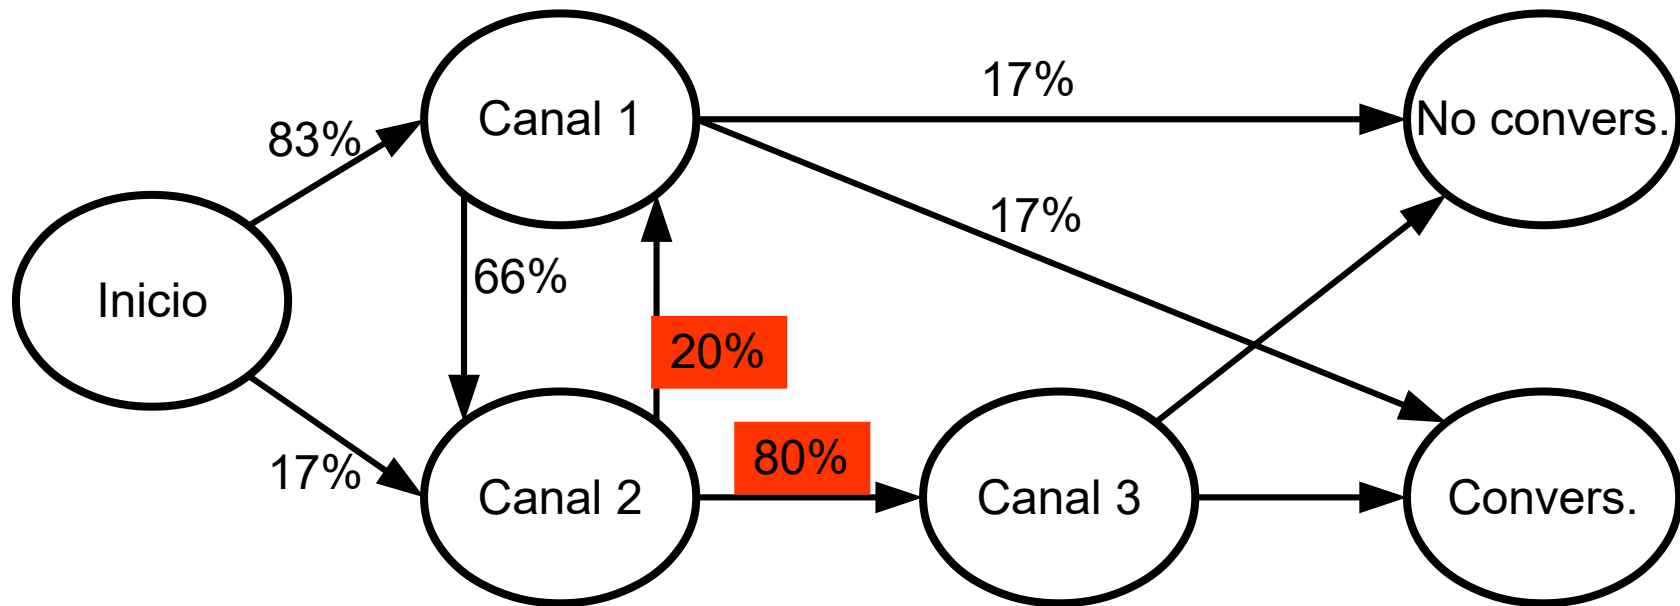 17%
Canal 1
No convers.
83%
17%
66%
Inicio
20%
80%
17%
Canal 2
Canal 3
Convers.